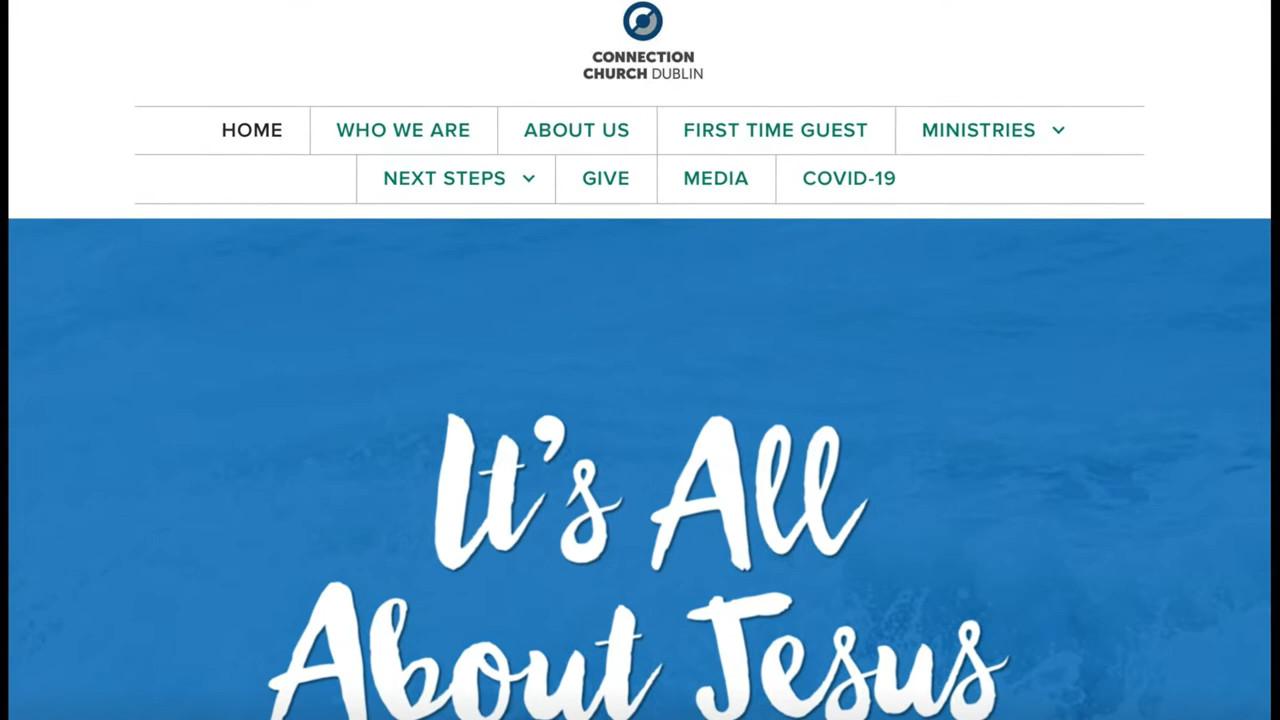 CONNECTION
CHURCH DUBLIN
HOME WHO WE ARE ABOUT US FIRST TIME GUEST MINISTRIES
NEXT STEPS GIVE MEDIA COVID-19
It's All
About Jesus